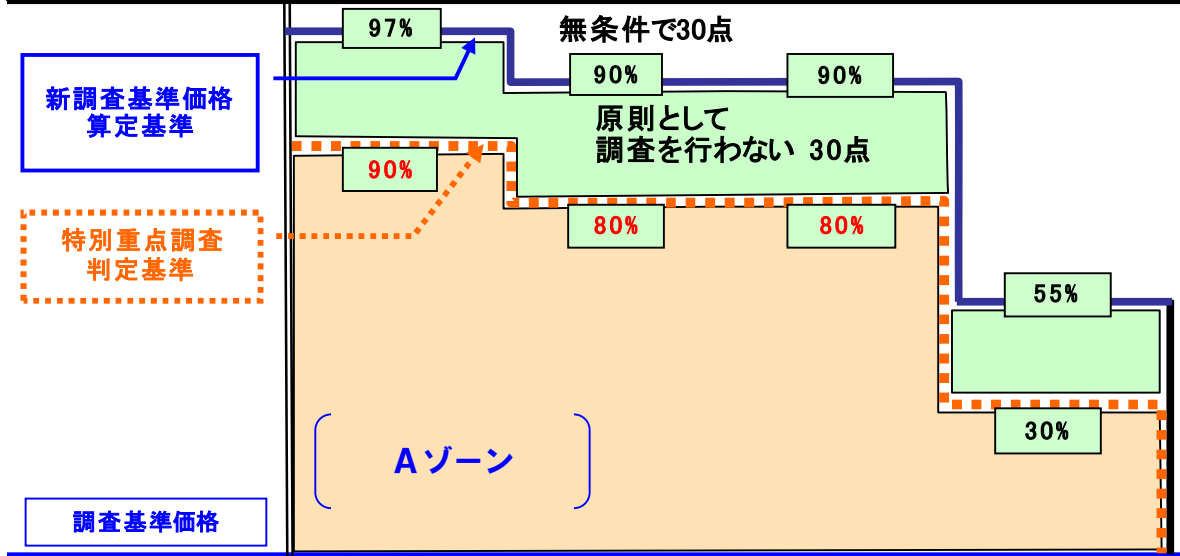 97%
無条件で30点
90%
90%
新調査基準価格
算定基準
原則として
調査を行わない 30点
90%
80%
80%
特別重点調査
判定基準
55%
30%
Aゾーン
調査基準価格